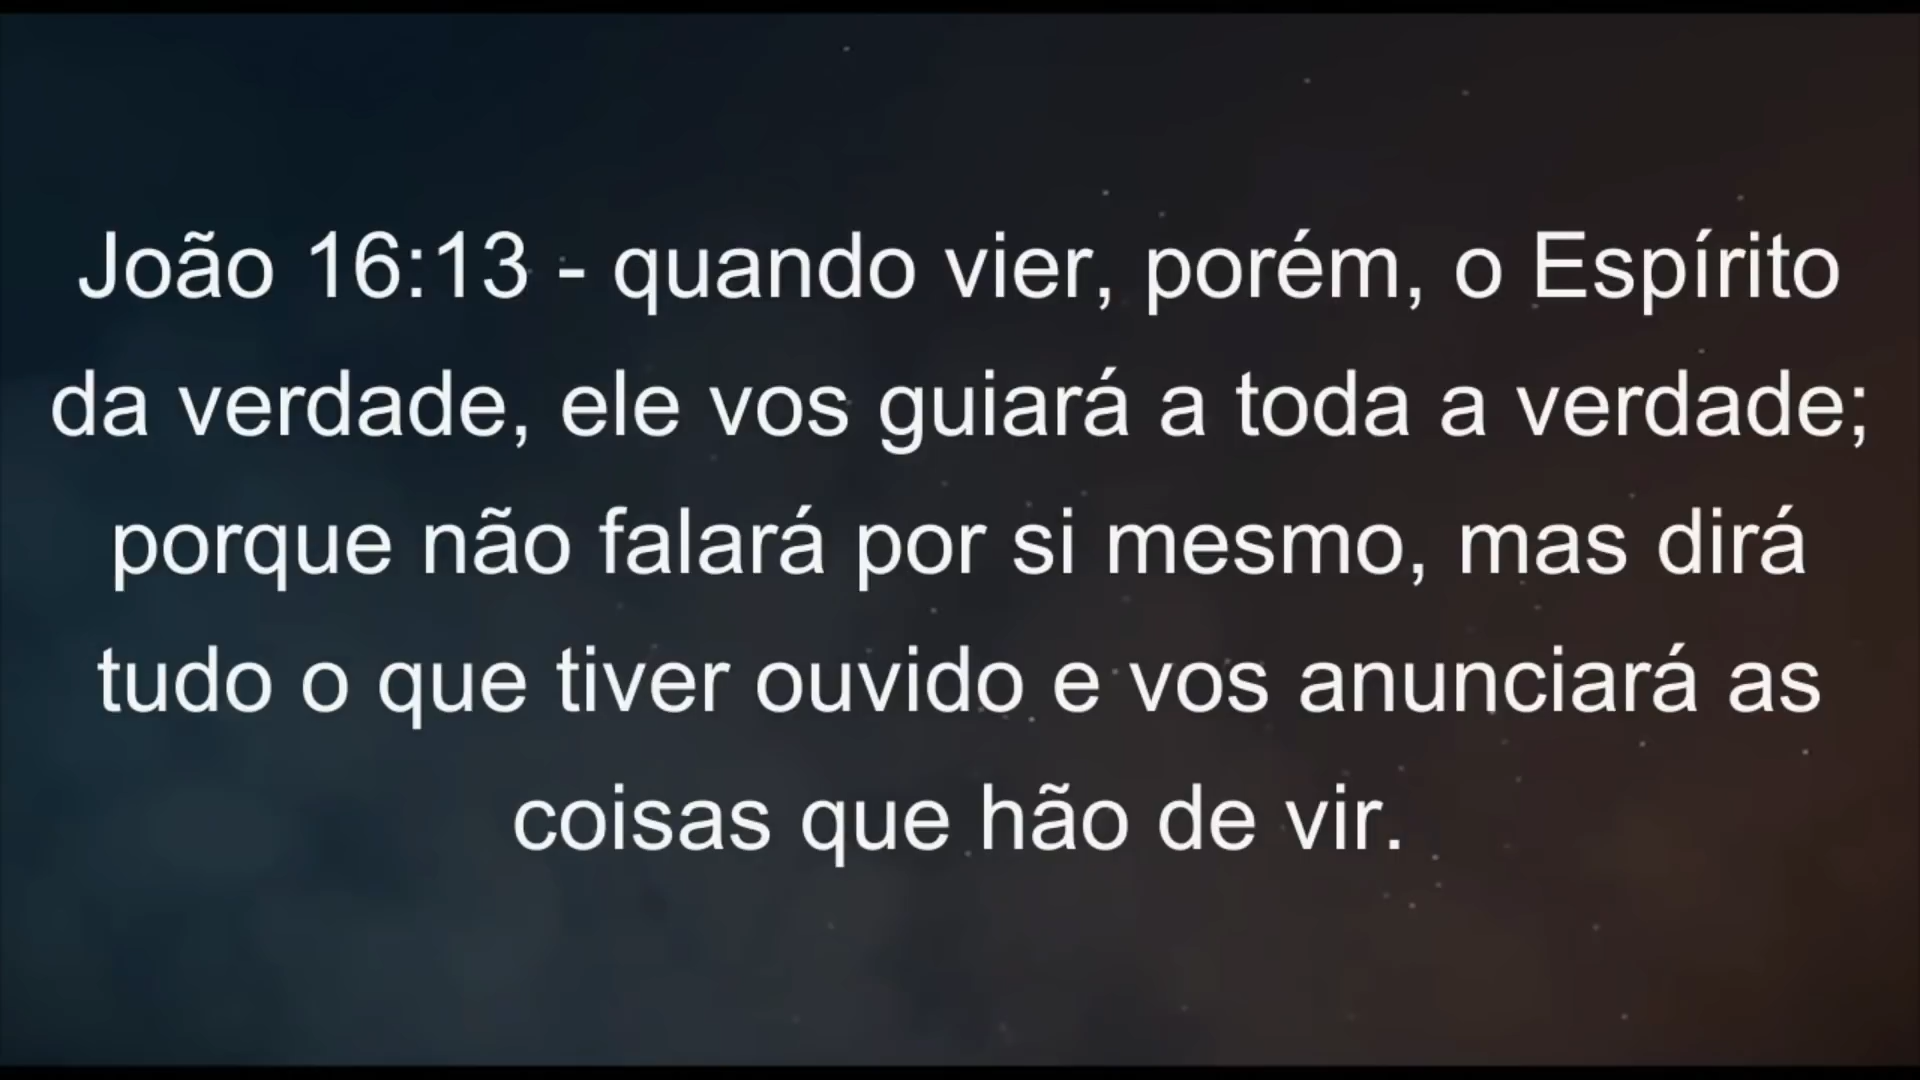 João 16:13 - quando vier, porém, o Espírito
da verdade, ele vos guiará a toda a verdade;
porque não falará por si mesmo, mas dirá
tudo o que tiver ouvido e vos anunciará as
coisas que hão de vir.